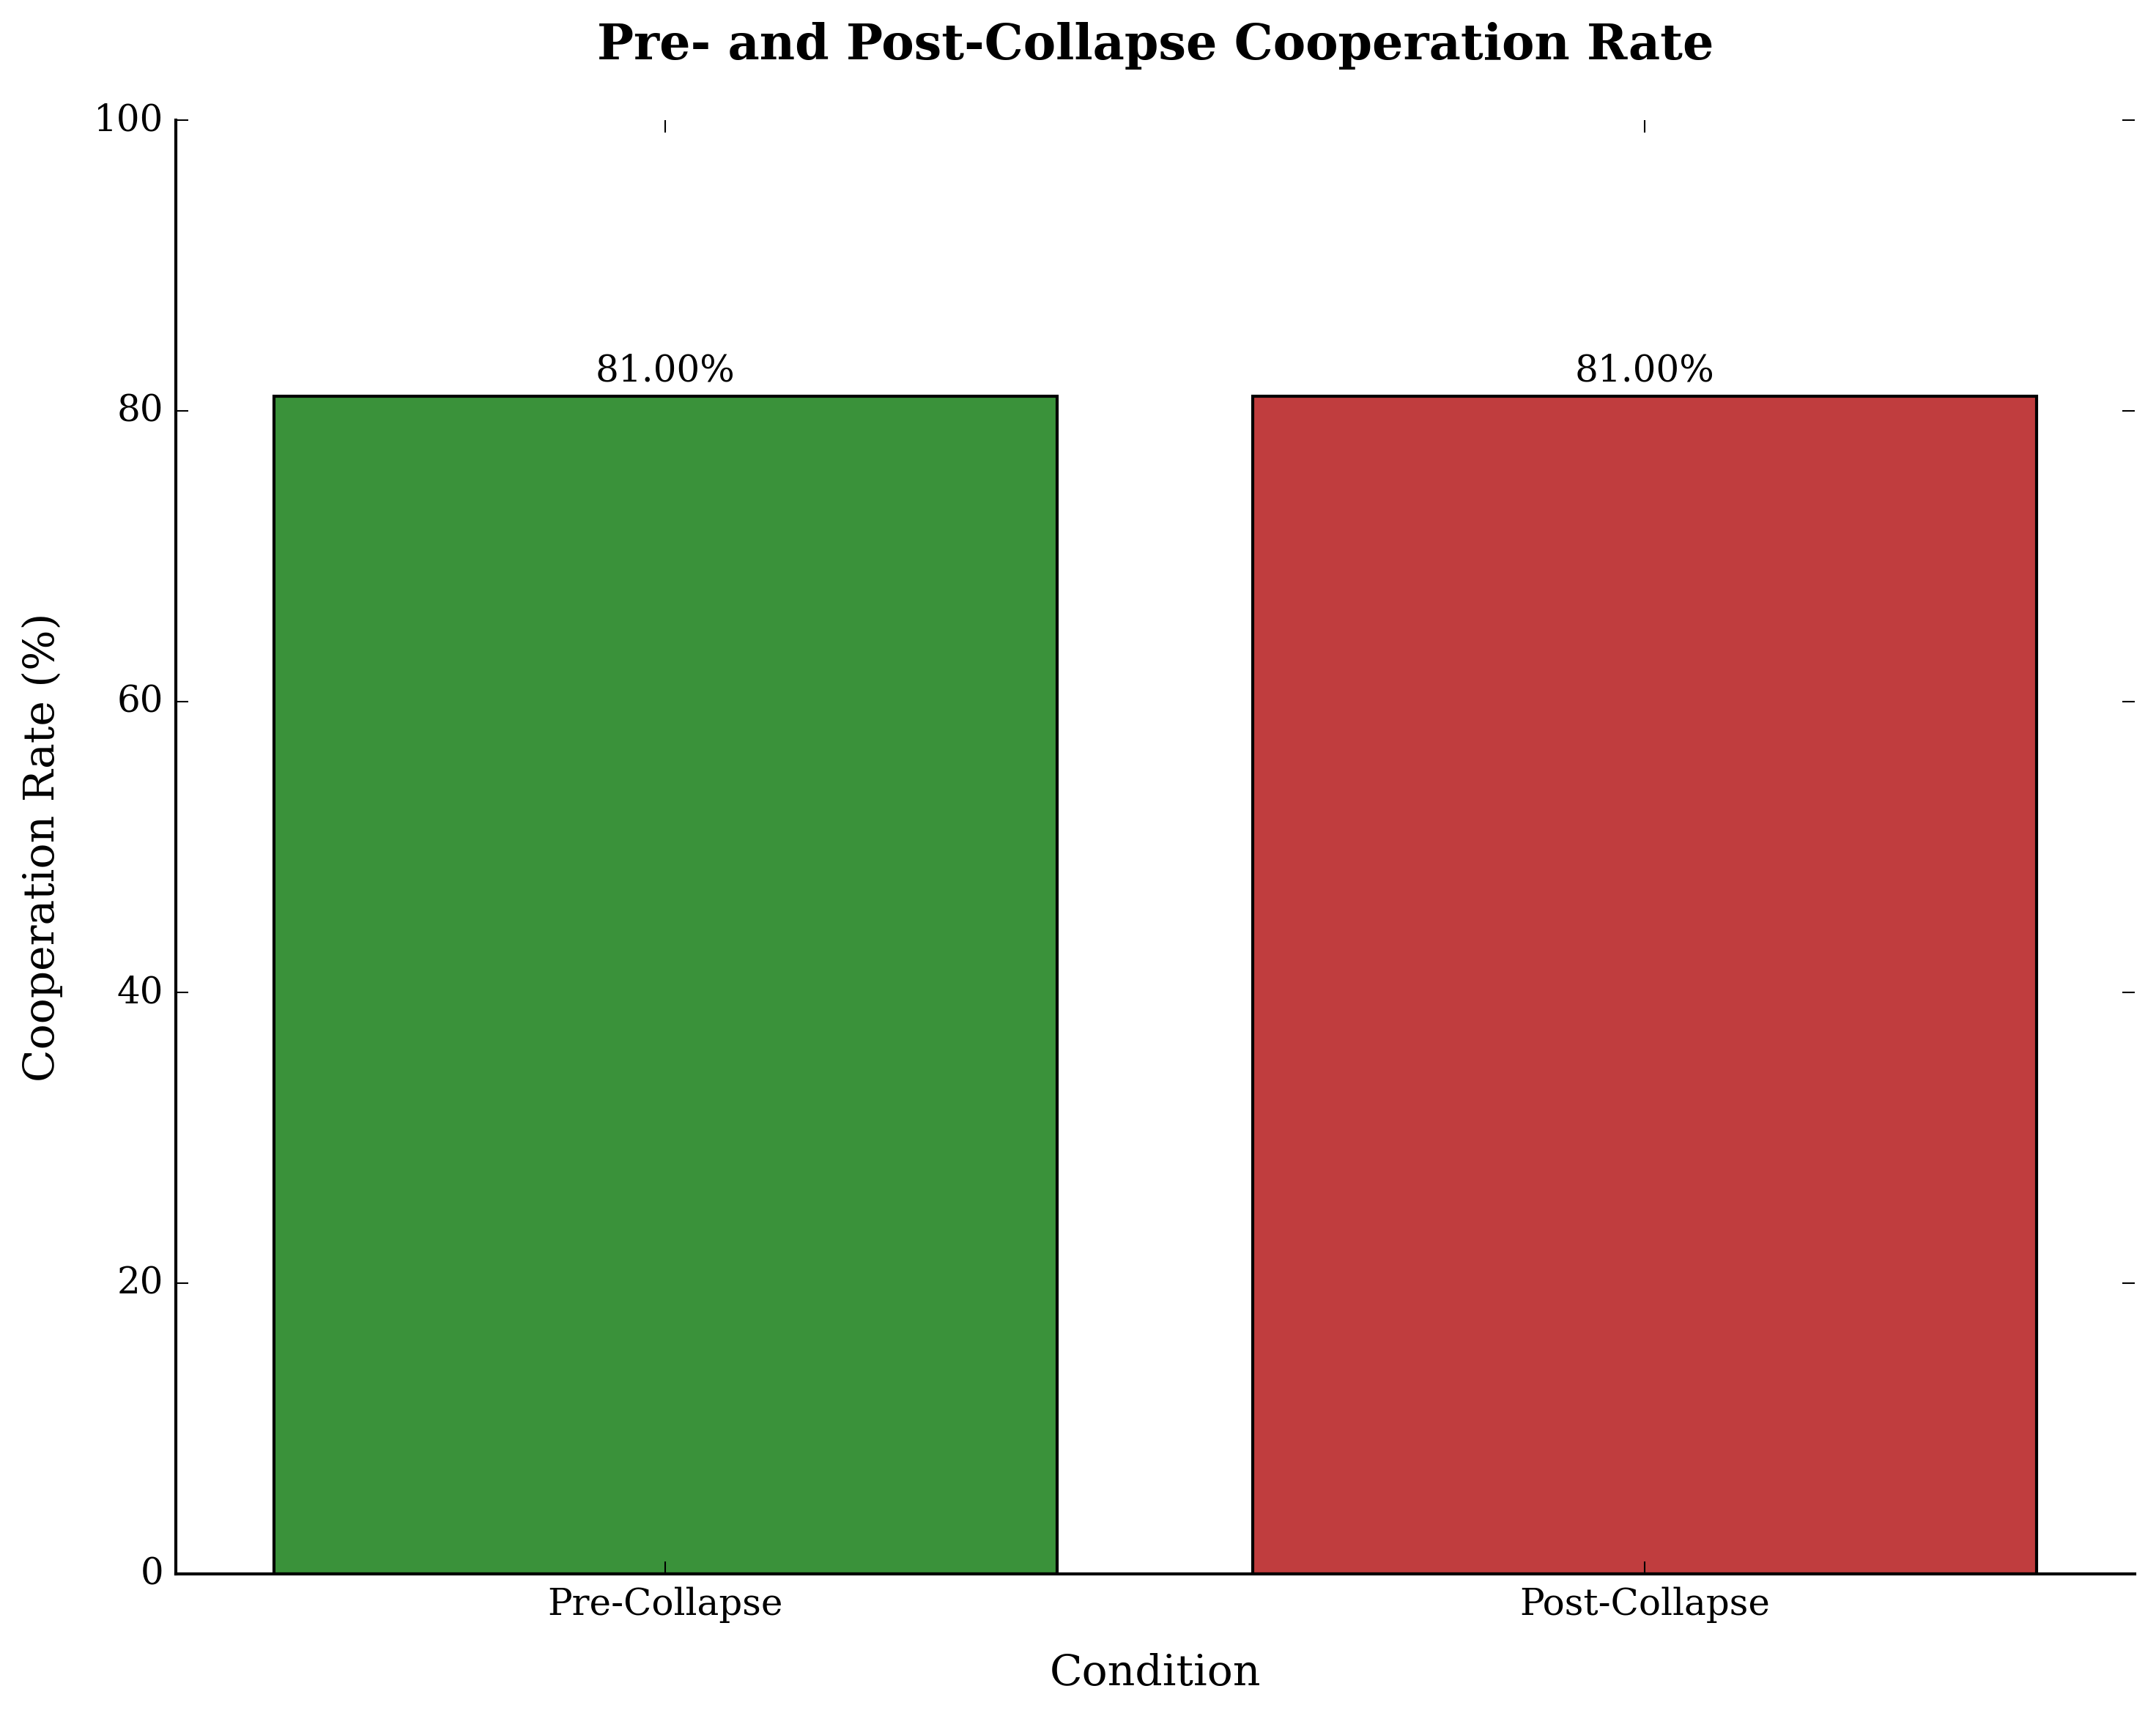 Pre- and Post-Collapse Cooperation Rate
100
80
60
40
20
0
Cooperation Rate (%)
81.00%
81.00%
Pre-Collapse
Post-Collapse
Condition